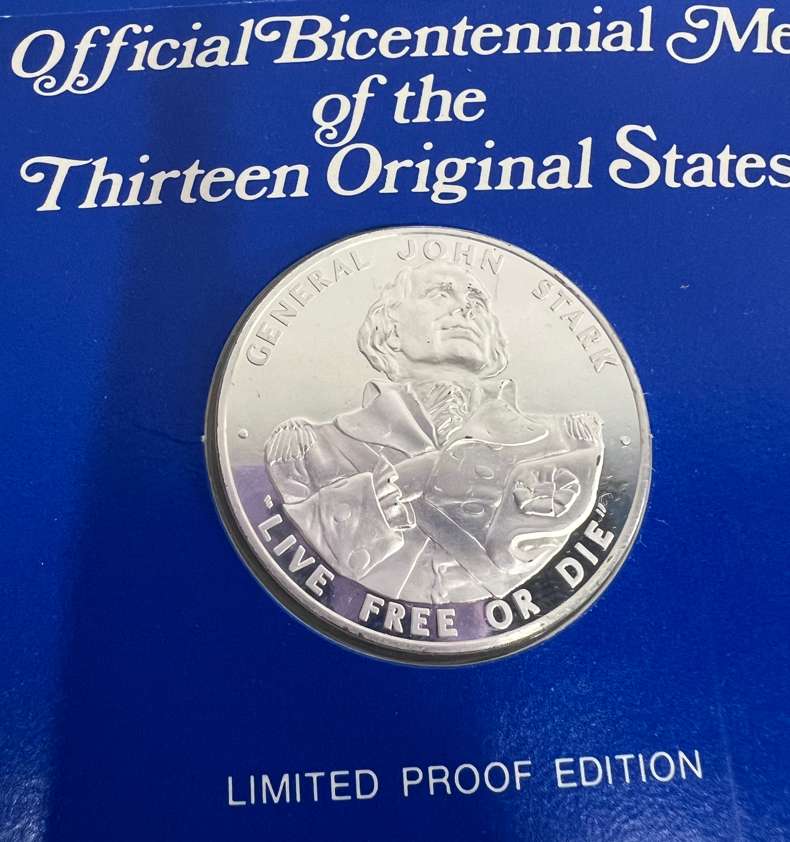 Official Bicentennial Me
of the
Thirteen Original States
GENERAL JOHN STARK
"LIVE FREE OR DIE"
LIMITED PROOF EDITION